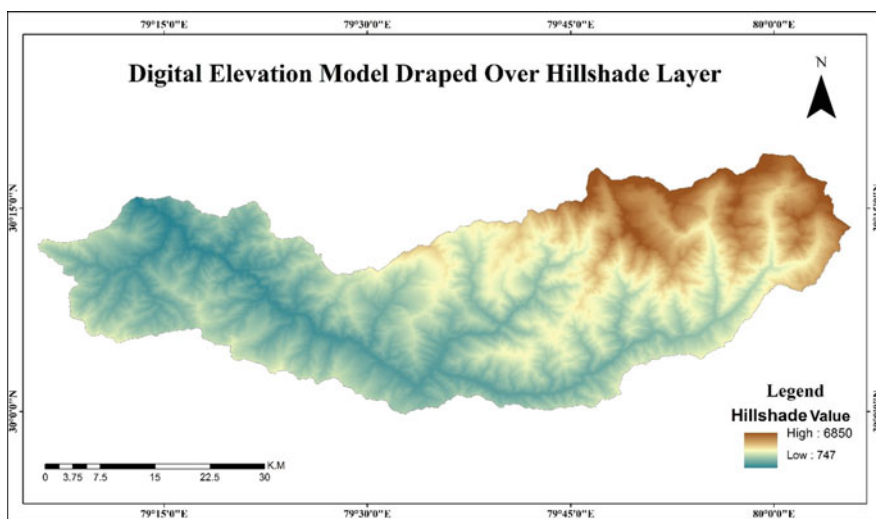 79°15'0"E 79°30'0"E 79°45'0"E 80°0'0"E
Digital Elevation Model Draped Over Hillshade Layer
N
30°15'0"N
30°0'0"N
Legend
Hillshade Value
High : 6850
Low : 747
K.M
0 3.75 7.5 15 22.5 30
79°15'0"E 79°30'0"E 79°45'0"E 80°0'0"E